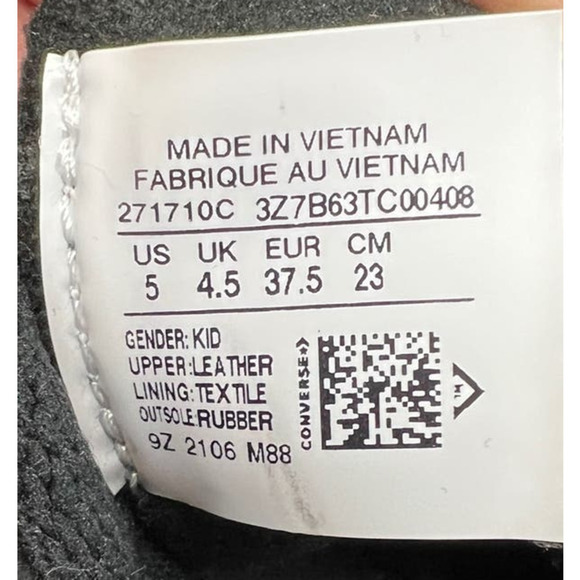 MADE IN VIETNAM
FABRIQUE AU VIETNAM
271710C 3Z7B63TC00408
US UK EUR CM
5 4.5 37.5 23
GENDER: KID
UPPER:LEATHER
LINING:TEXTILE
OUTSOLE:RUBBER
9Z 2106 M88
CONVERSE
TM